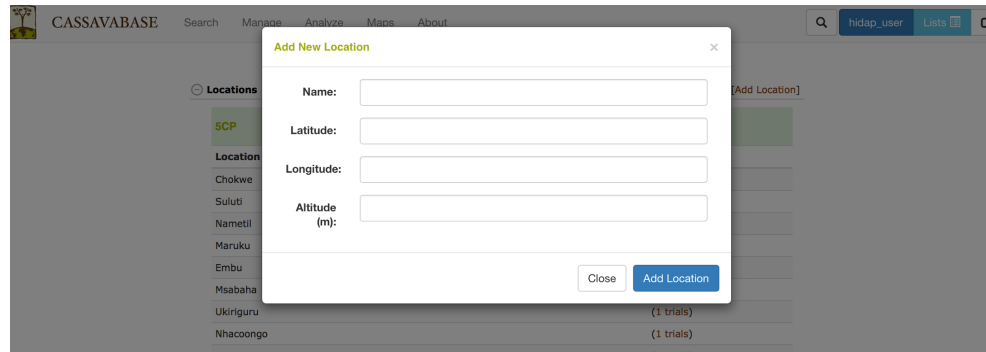 CASSAVABASE Search Manage Analyze Maps About hidap_user Lists
Add New Location ×
Locations [Add Location]
Name:
5CP
Latitude:
Location
Longitude:
Chokwe
Suluti
Altitude
(m):
Nametil
Maruku
Embu
Close Add Location
Msabaha
Ukiriguru (1 trials)
Nhacoongo (1 trials)